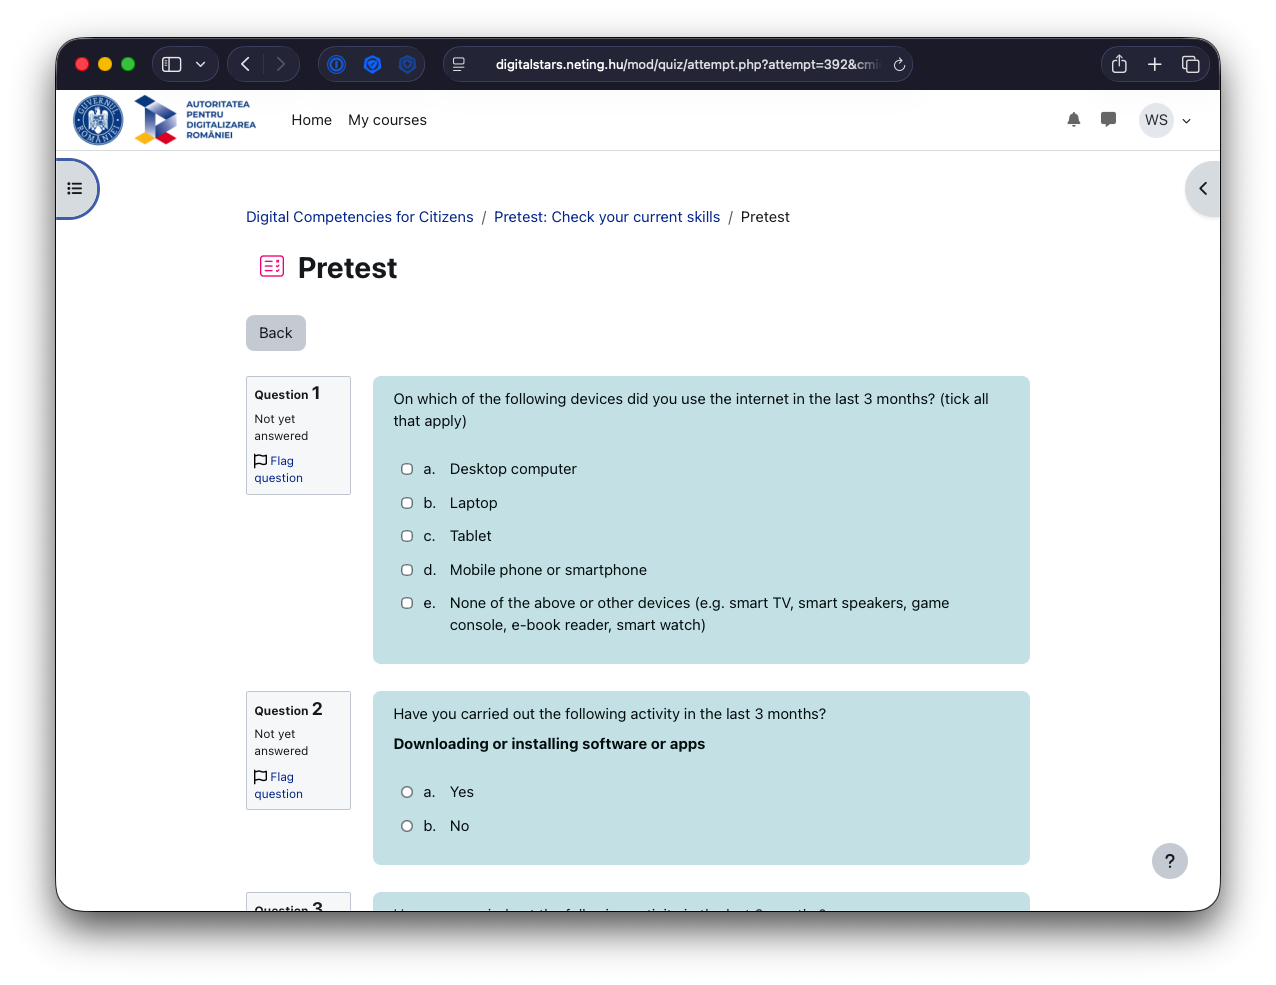 digitalstars.neting.hu/mod/quiz/attempt.php?attempt=392&cmi
GUVERNUL ROMÂNIEI
AUTORITATEA
PENTRU
DIGITALIZAREA
ROMÂNIEI
Home My courses
WS
Digital Competencies for Citizens / Pretest: Check your current skills / Pretest
Pretest
Back
Question 1
Not yet
answered
Flag
question
On which of the following devices did you use the internet in the last 3 months? (tick all
that apply)
a. Desktop computer
b. Laptop
c. Tablet
d. Mobile phone or smartphone
e. None of the above or other devices (e.g. smart TV, smart speakers, game
console, e-book reader, smart watch)
Question 2
Not yet
answered
Flag
question
Have you carried out the following activity in the last 3 months?
Downloading or installing software or apps
a. Yes
b. No
?
Question 3